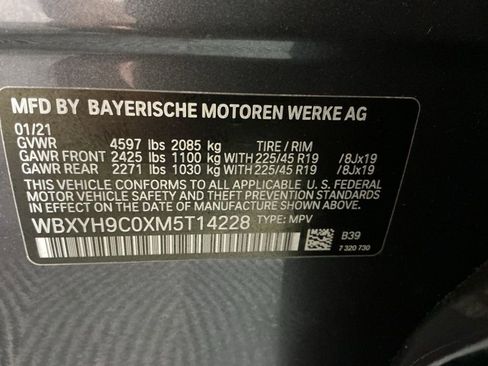 MFD BY BAYERISCHE MOTOREN WERKE AG
01/21
GVWR 4597 lbs 2085 kg TIRE / RIM
GAWR FRONT 2425 lbs 1100 kg WITH 225/45 R19 /8Jx19
GAWR REAR 2271 lbs 1030 kg WITH 225/45 R19 /8Jx19
THIS VEHICLE CONFORMS TO ALL APPLICABLE U.S. FEDERAL
MOTOR VEHICLE SAFETY AND THEFT PREVENTION
STANDARDS IN EFFECT ON THE DATE OF MANUFACTURE
SHOWN ABOVE.
WBXYH9C0XM5T14228 TYPE: MPV
B39
7 320 730